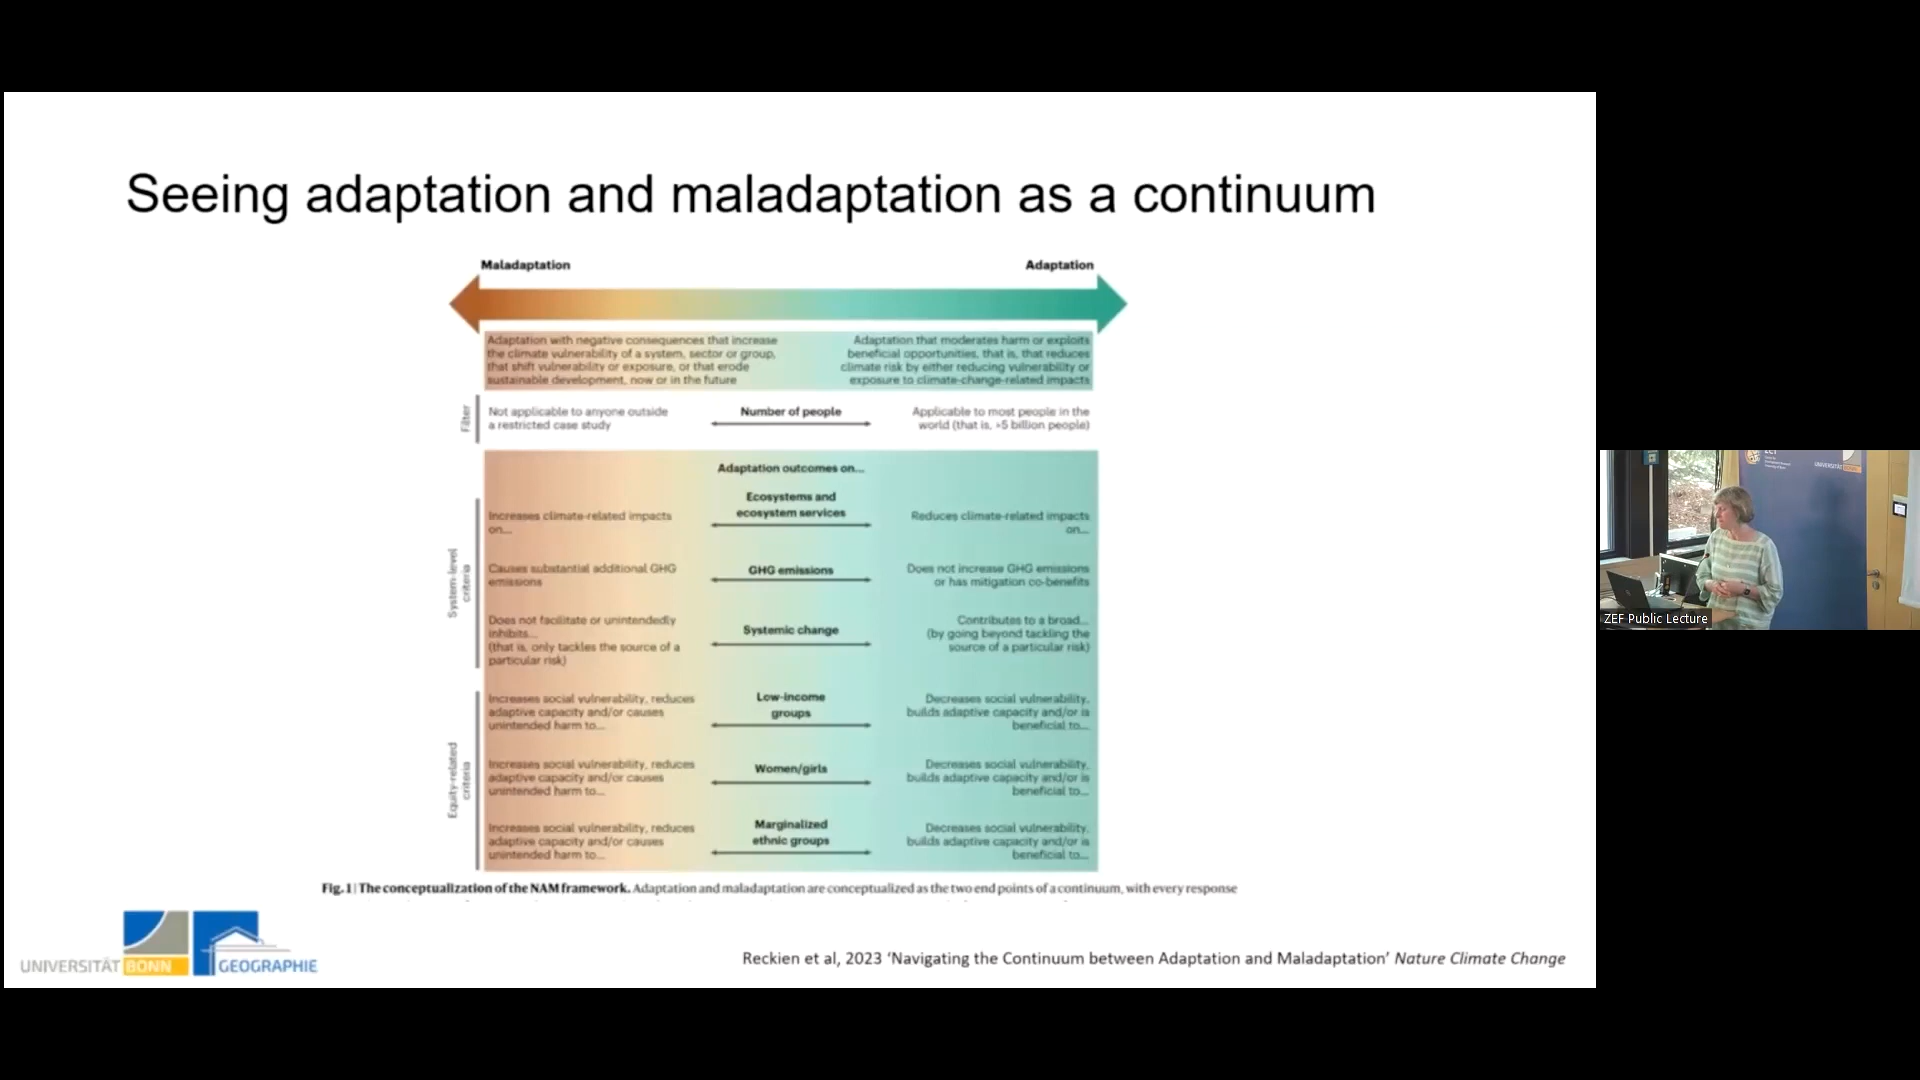 Seeing adaptation and maladaptation as a continuum
Maladaptation
Adaptation
Adaptation with negative consequences that increase
the climate vulnerability of a system, sector or group,
that shift vulnerability or exposure, or that erode
sustainable development, now or in the future
Adaptation that moderates harm or exploits
beneficial opportunities, that is, that reduces
climate risk by either reducing vulnerability or
exposure to climate-change-related impacts
Filter
Not applicable to anyone outside
a restricted case study
Number of people
Applicable to most people in the
world (that is, >5 billion people)
Adaptation outcomes on...
System-level
criteria
Increases climate-related impacts
on...
Ecosystems and
ecosystem services
Reduces climate-related impacts
on...
Causes substantial additional GHG
emissions
GHG emissions
Does not increase GHG emissions
or has mitigation co-benefits
Does not facilitate or unintendedly
inhibits...
(that is, only tackles the source of a
particular risk)
Systemic change
Contributes to a broad...
(by going beyond tackling the
source of a particular risk)
Equity-related
criteria
Increases social vulnerability, reduces
adaptive capacity and/or causes
unintended harm to...
Low-income
groups
Decreases social vulnerability,
builds adaptive capacity and/or is
beneficial to...
Increases social vulnerability, reduces
adaptive capacity and/or causes
unintended harm to...
Women/girls
Decreases social vulnerability,
builds adaptive capacity and/or is
beneficial to...
Increases social vulnerability, reduces
adaptive capacity and/or causes
unintended harm to...
Marginalized
ethnic groups
Decreases social vulnerability,
builds adaptive capacity and/or is
beneficial to...
Fig. 1 | The conceptualization of the NAM framework. Adaptation and maladaptation are conceptualized as the two end points of a continuum, with every response
UNIVERSITÄT BONN
GEOGRAPHIE
Reckien et al, 2023 ‘Navigating the Continuum between Adaptation and Maladaptation’ Nature Climate Change
ZEF Public Lecture